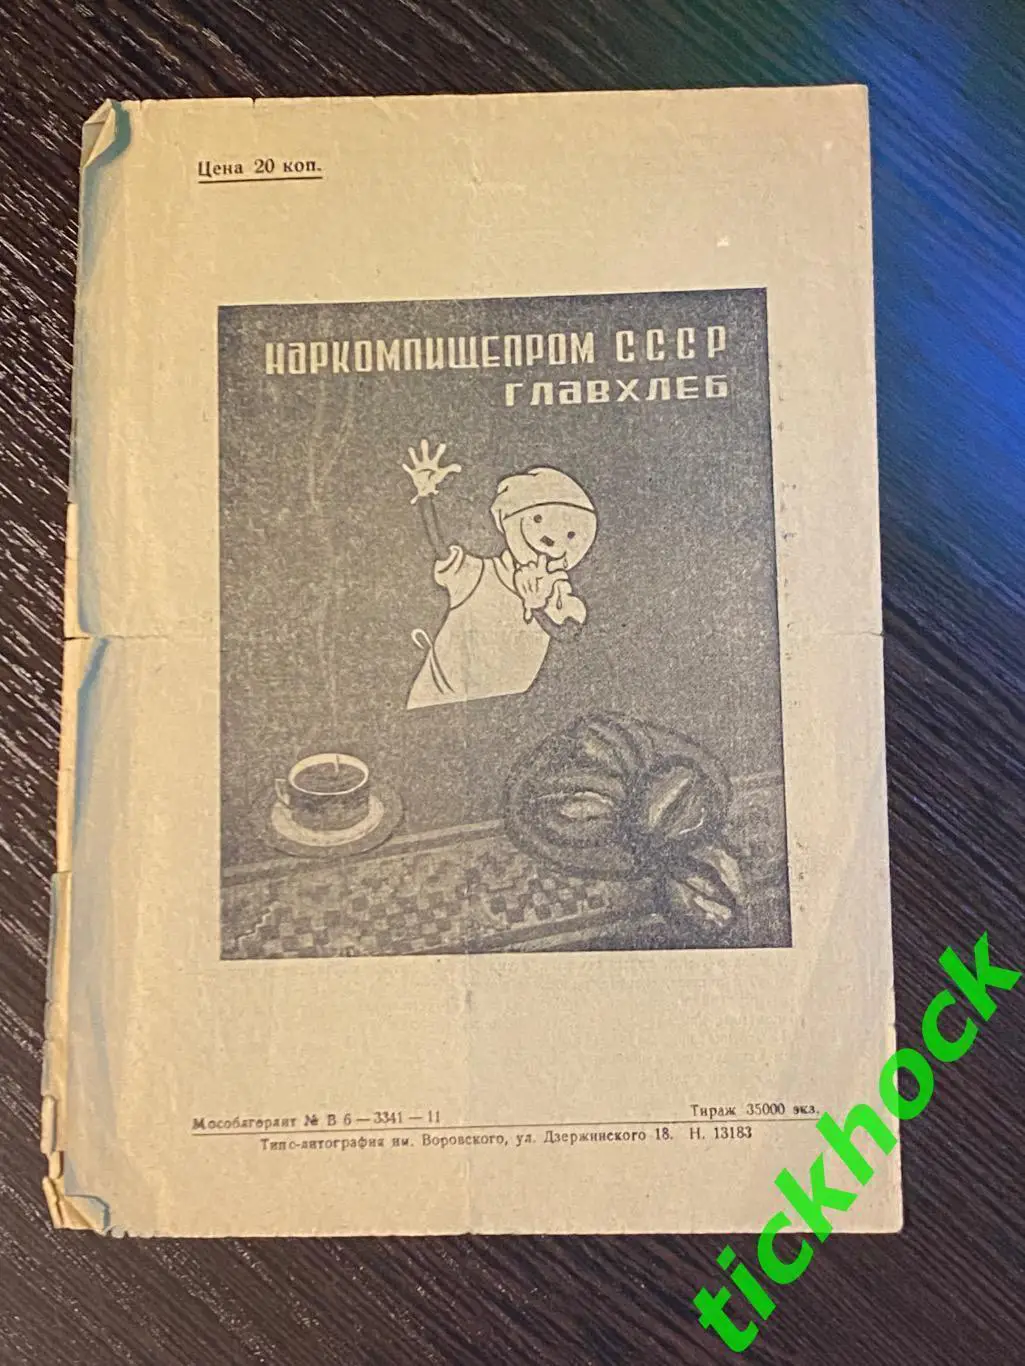 Цена 20 коп.
НАРКОМПИЩЕПРОМ СССР
ГЛАВХЛЕБ
Мособлгорлит № В 6 — 3341 — 11
Тираж 35000 экз.
Типо-литография им. Воровского, ул. Дзержинского 18. Н. 13183
tickhock